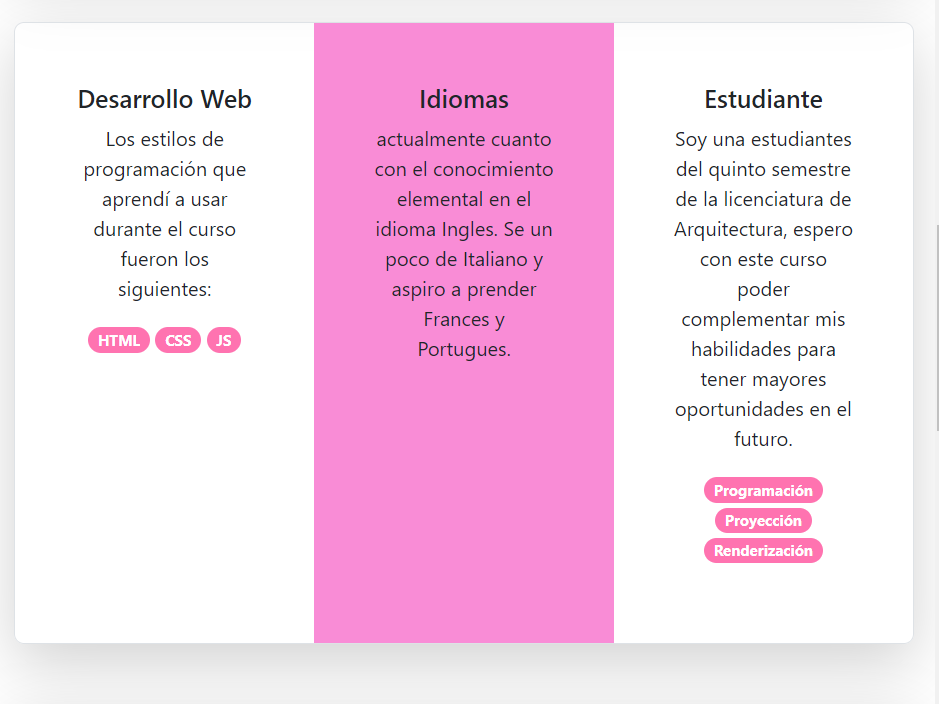 Desarrollo Web
Los estilos de
programación que
aprendí a usar
durante el curso
fueron los
siguientes:
HTML CSS JS
Idiomas
actualmente cuanto
con el conocimiento
elemental en el
idioma Ingles. Se un
poco de Italiano y
aspiro a prender
Frances y
Portugues.
Estudiante
Soy una estudiantes
del quinto semestre
de la licenciatura de
Arquitectura, espero
con este curso
poder
complementar mis
habilidades para
tener mayores
oportunidades en el
futuro.
Programación
Proyección
Renderización